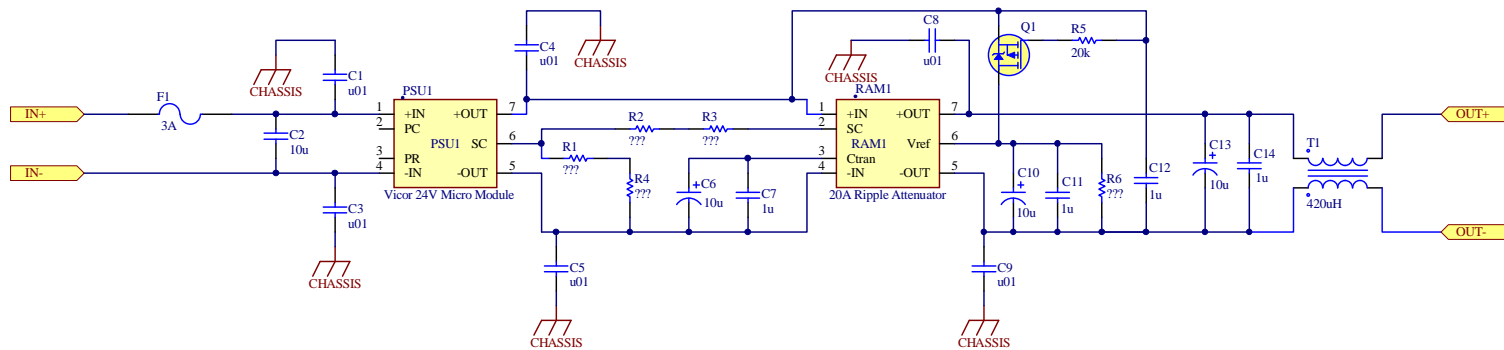 IN+
IN-
F1
3A
CHASSIS
C1
u01
C2
10u
C3
u01
CHASSIS
PSU1
1
2
3
4
+IN
PC
PR
-IN
+OUT
PSU1 SC
-OUT
7
6
5
Vicor 24V Micro Module
C4
u01
CHASSIS
R1
???
R2
???
R3
???
R4
???
C5
u01
CHASSIS
C6
10u
C7
1u
CHASSIS
C8
u01
RAM1
1
2
3
4
+IN
SC
Ctran
-IN
+OUT
RAM1
Vref
-OUT
7
6
5
20A Ripple Attenuator
Q1
R5
20k
C9
u01
CHASSIS
C10
10u
C11
1u
R6
???
C12
1u
C13
10u
C14
1u
T1
420uH
OUT+
OUT-